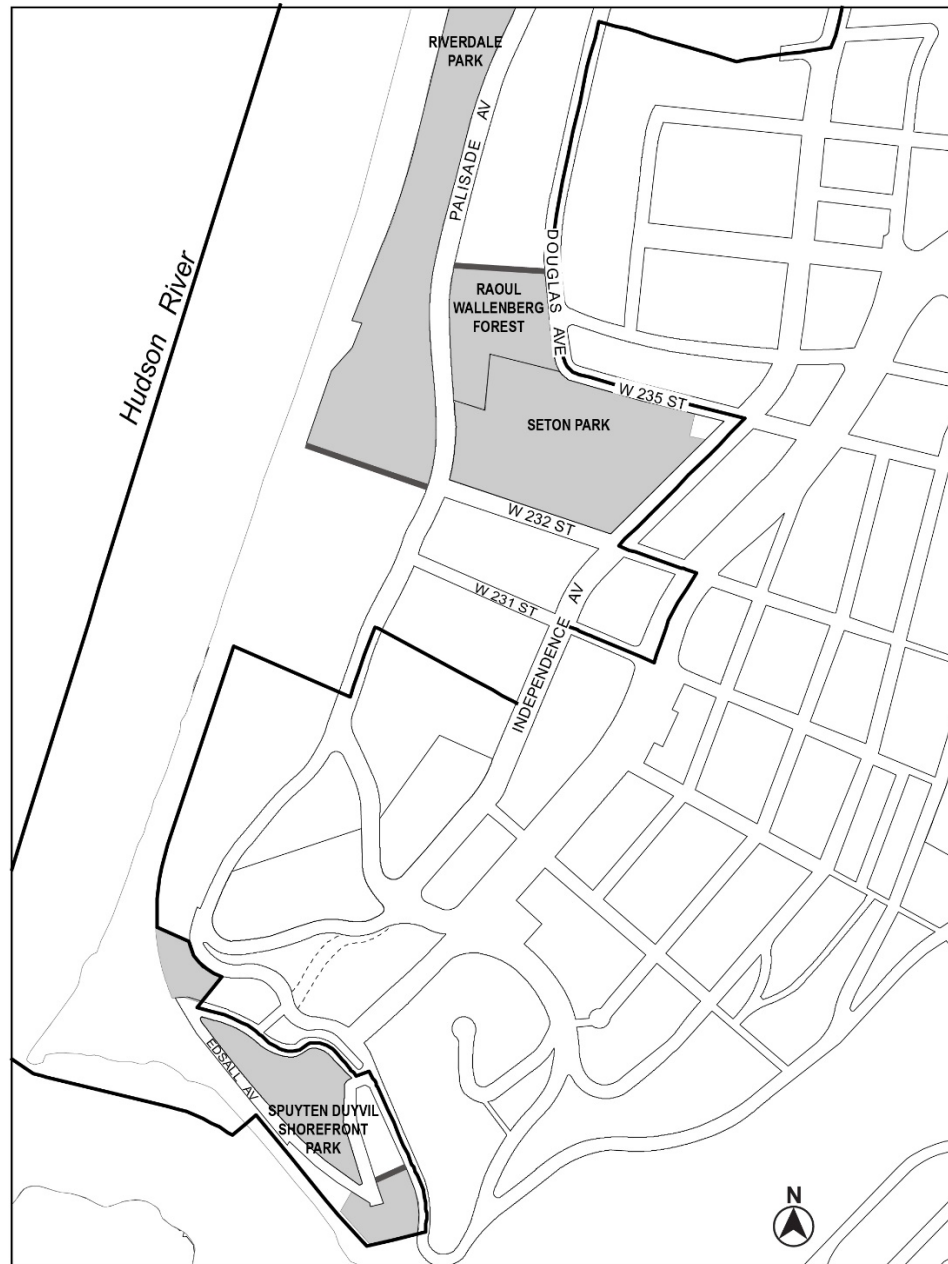 RIVERDALE
PARK
PALISADE AV
Hudson River
DOUGLAS AVE
RAOUL
WALLENBERG
FOREST
W 235 ST
SETON PARK
W 232 ST
W 231 ST
INDEPENDENCE AV
EDSALL AV
SPUYTEN DUYVIL
SHOREFRONT
PARK
N